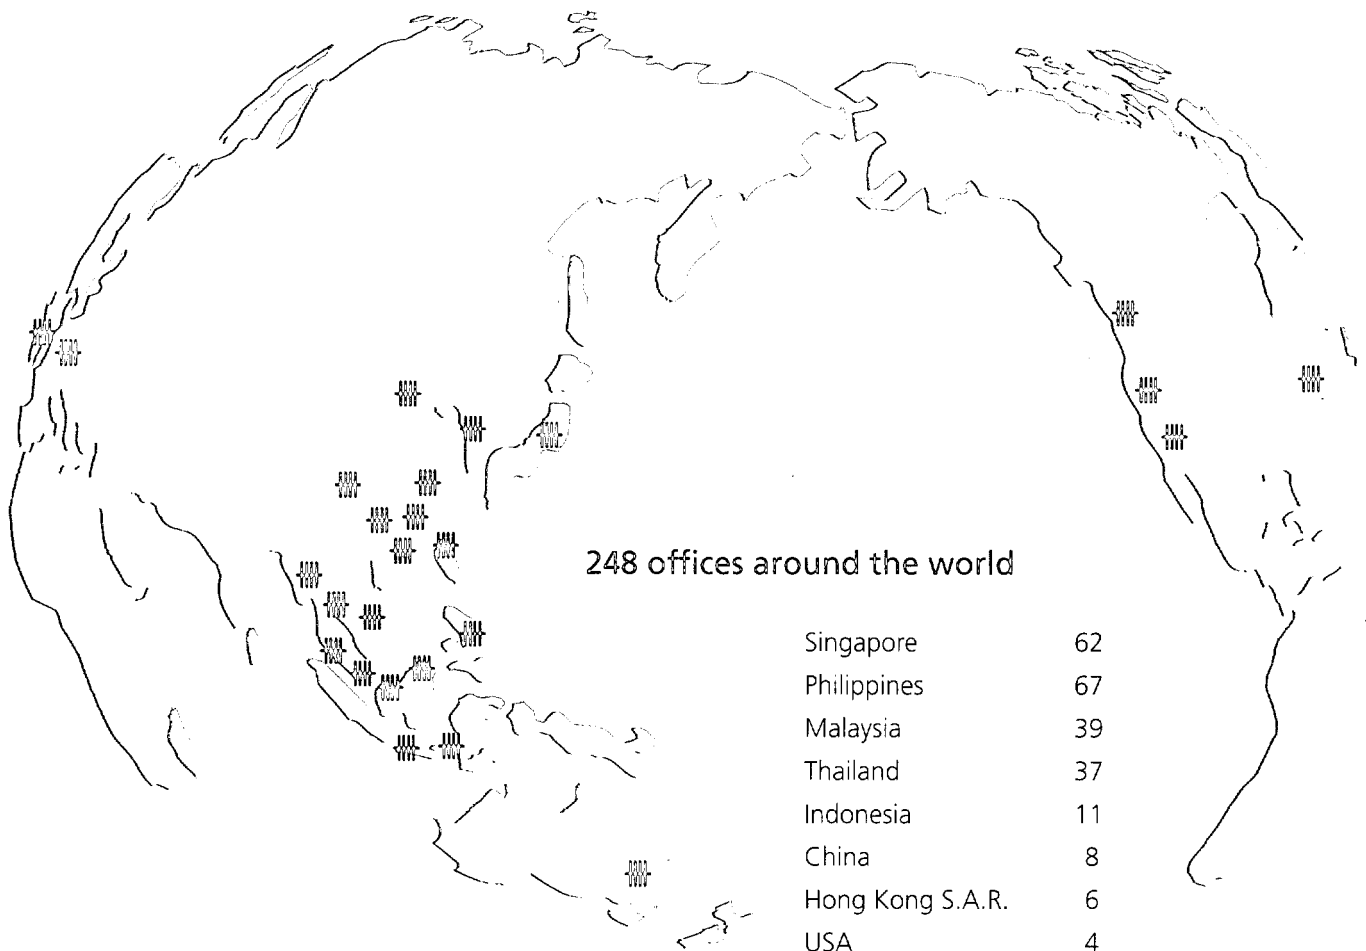 248 offices around the world
Singapore 62
Philippines 67
Malaysia 39
Thailand 37
Indonesia 11
China 8
Hong Kong S.A.R. 6
USA 4